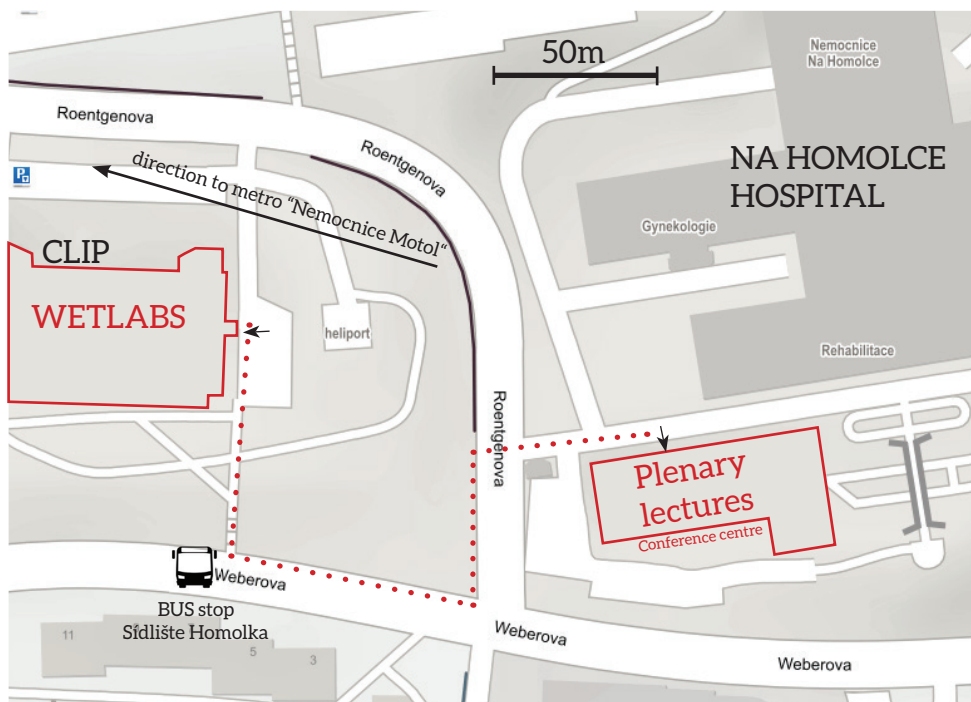 50m
Nemocnice
Na Homolce
Roentgenova
Roentgenova
direction to metro “Nemocnice Motol“
NA HOMOLCE
HOSPITAL
P
Gynekologie
CLIP
WETLABS
heliport
Rehabilitace
Roentgenova
Plenary
lectures
Conference centre
Weberova
BUS stop
Sídlište Homolka
11
5
3
Weberova
Weberova